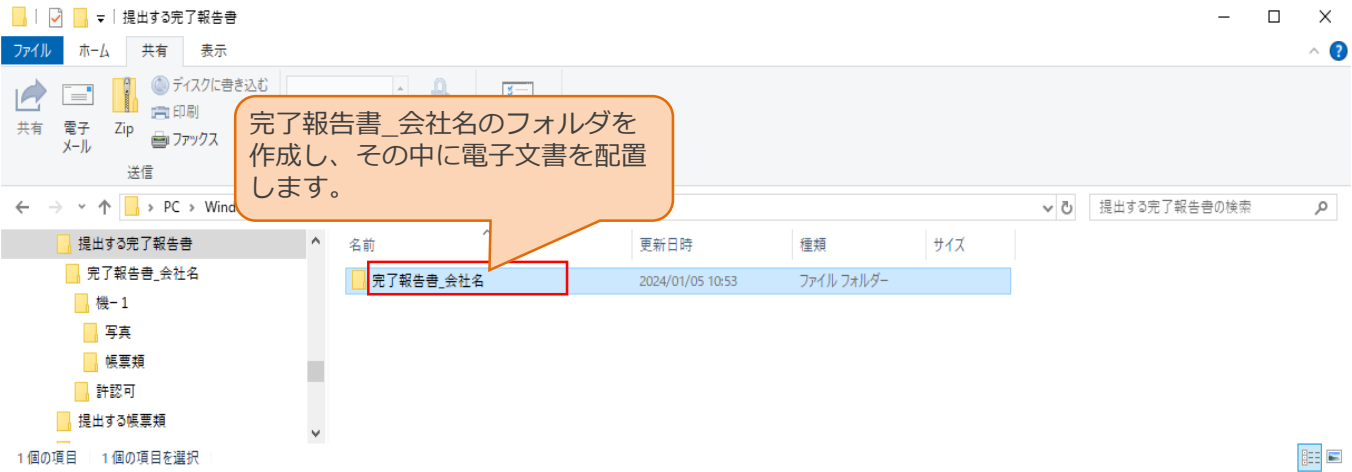 提出する完了報告書
ファイル ホーム 共有 表示
ディスクに書き込む
印刷
ファックス
共有 電子メール Zip
送信
完了報告書_会社名のフォルダを
作成し、その中に電子文書を配置
します。
PC Wind
提出する完了報告書の検索
提出する完了報告書
完了報告書_会社名
機-1
写真
帳票類
許認可
提出する帳票類
名前 更新日時 種類 サイズ
完了報告書_会社名 2024/01/05 10:53 ファイル フォルダー
1 個の項目 1 個の項目を選択